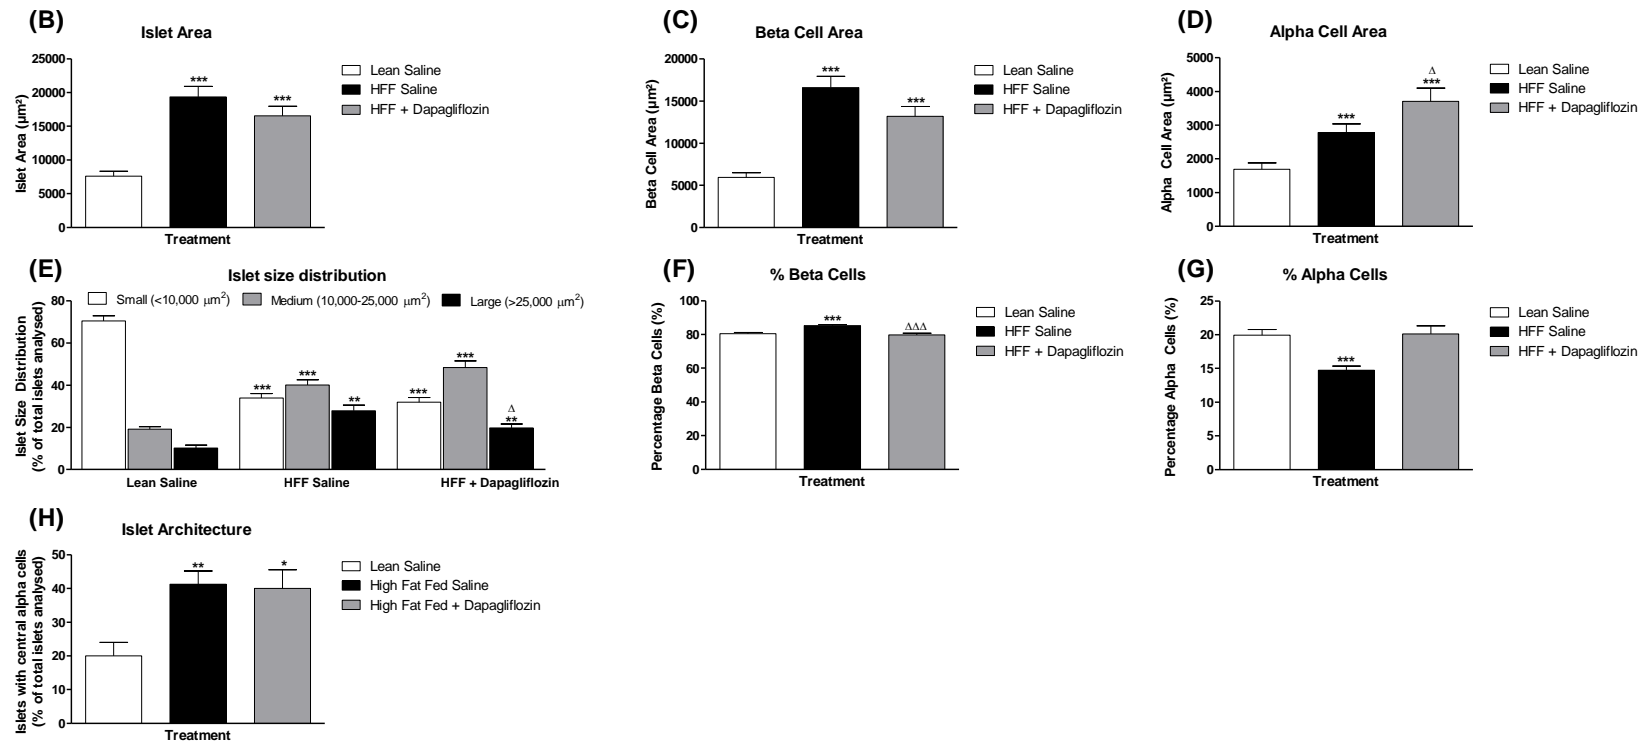 (B)
Islet Area
Islet Area (µm²)
25000
20000
15000
10000
5000
0
***
***
Treatment
Lean Saline
HFF Saline
HFF + Dapagliflozin
(C)
Beta Cell Area
Beta Cell Area (µm²)
20000
15000
10000
5000
0
***
***
Treatment
Lean Saline
HFF Saline
HFF + Dapagliflozin
(D)
Alpha Cell Area
Alpha Cell Area (µm²)
5000
4000
3000
2000
1000
0
***
Δ
***
Treatment
Lean Saline
HFF Saline
HFF + Dapagliflozin
(E)
Islet size distribution
Small (<10,000 µm²) Medium (10,000-25,000 µm²) Large (>25,000 µm²)
Islet Size Distribution
(% of total islets analysed)
80
60
40
20
0
***
***
**
***
***
Δ
**
Lean Saline HFF Saline HFF + Dapagliflozin
(F)
% Beta Cells
Percentage Beta Cells (%)
100
80
60
40
20
0
***
ΔΔΔ
Treatment
Lean Saline
HFF Saline
HFF + Dapagliflozin
(G)
% Alpha Cells
Percentage Alpha Cells (%)
25
20
15
10
5
0
***
Treatment
Lean Saline
HFF Saline
HFF + Dapagliflozin
(H)
Islet Architecture
Islets with central alpha cells
(% of total islets analysed)
50
40
30
20
10
0
**
*
Treatment
Lean Saline
High Fat Fed Saline
High Fat Fed + Dapagliflozin